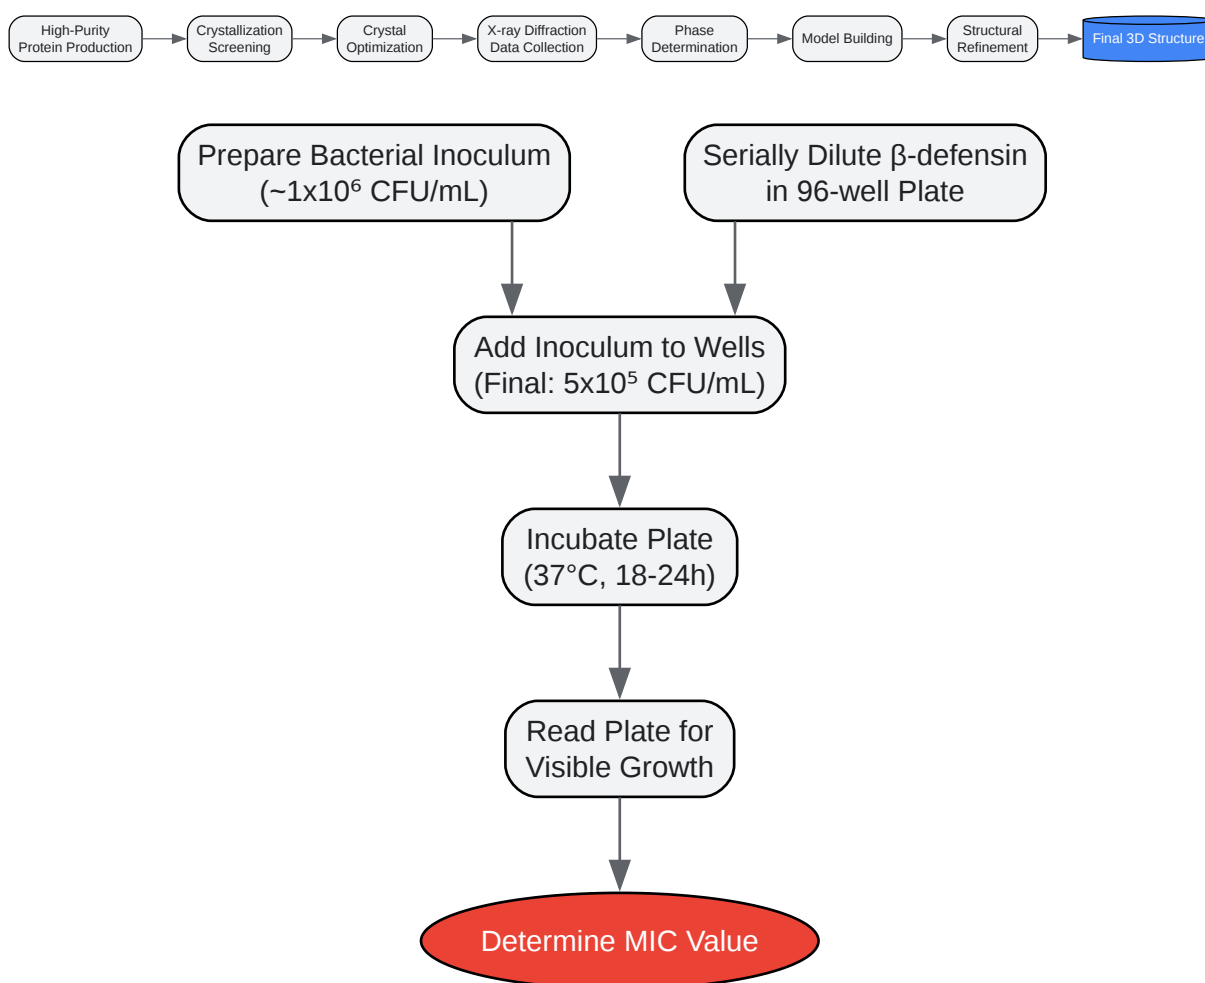 High-Purity
Protein Production
Crystallization
Screening
Crystal
Optimization
X-ray Diffraction
Data Collection
Phase
Determination
Model Building
Structural
Refinement
Final 3D Structure
Prepare Bacterial Inoculum
(~1x10⁶ CFU/mL)
Serially Dilute β-defensin
in 96-well Plate
Add Inoculum to Wells
(Final: 5x10⁵ CFU/mL)
Incubate Plate
(37°C, 18-24h)
Read Plate for
Visible Growth
Determine MIC Value